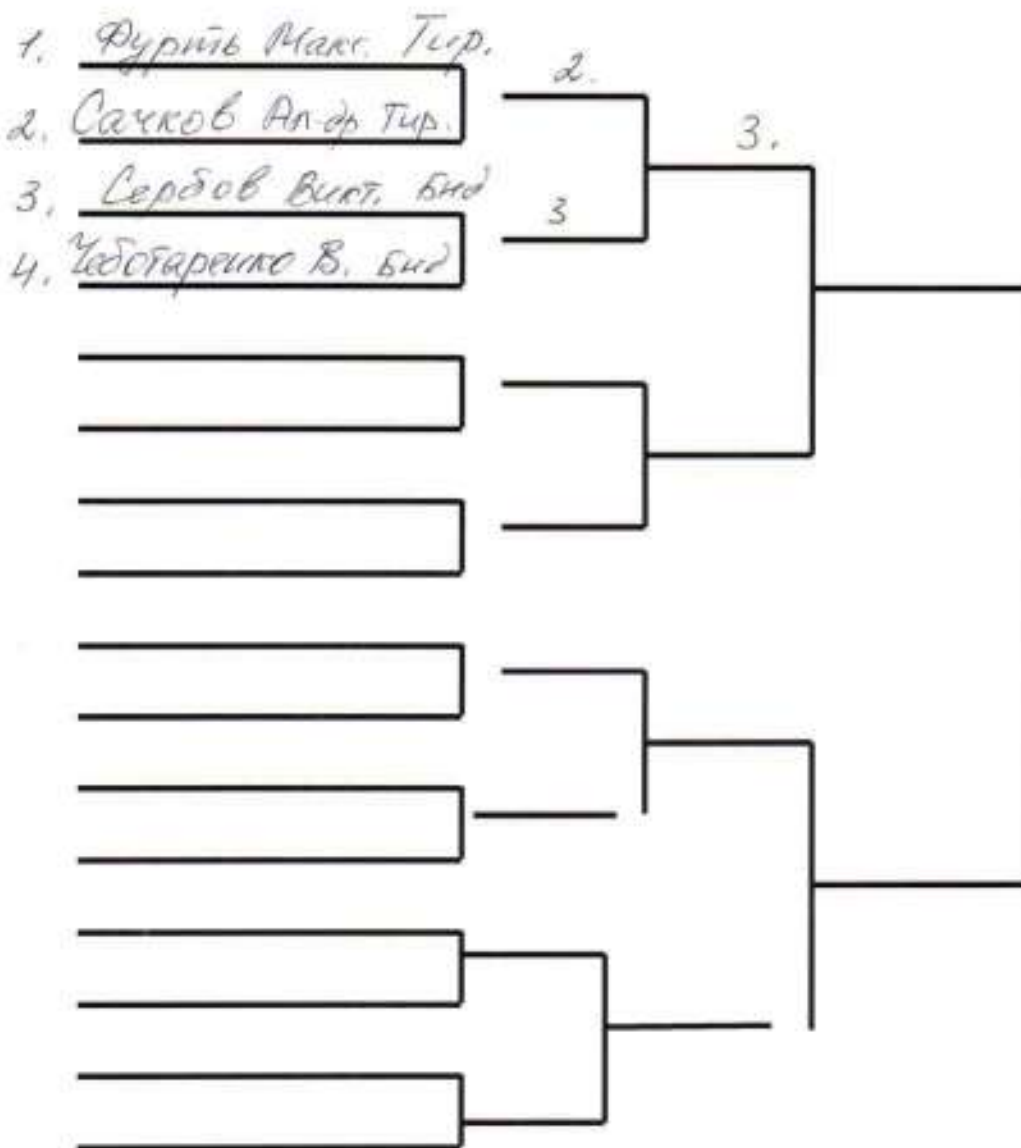 1. Фурть Макс. Тир.
2. Сачков Ал-др Тир.
3. Сербов Викт. Бнд
4. Чеботаренко В. Бнд
2.
3
3.